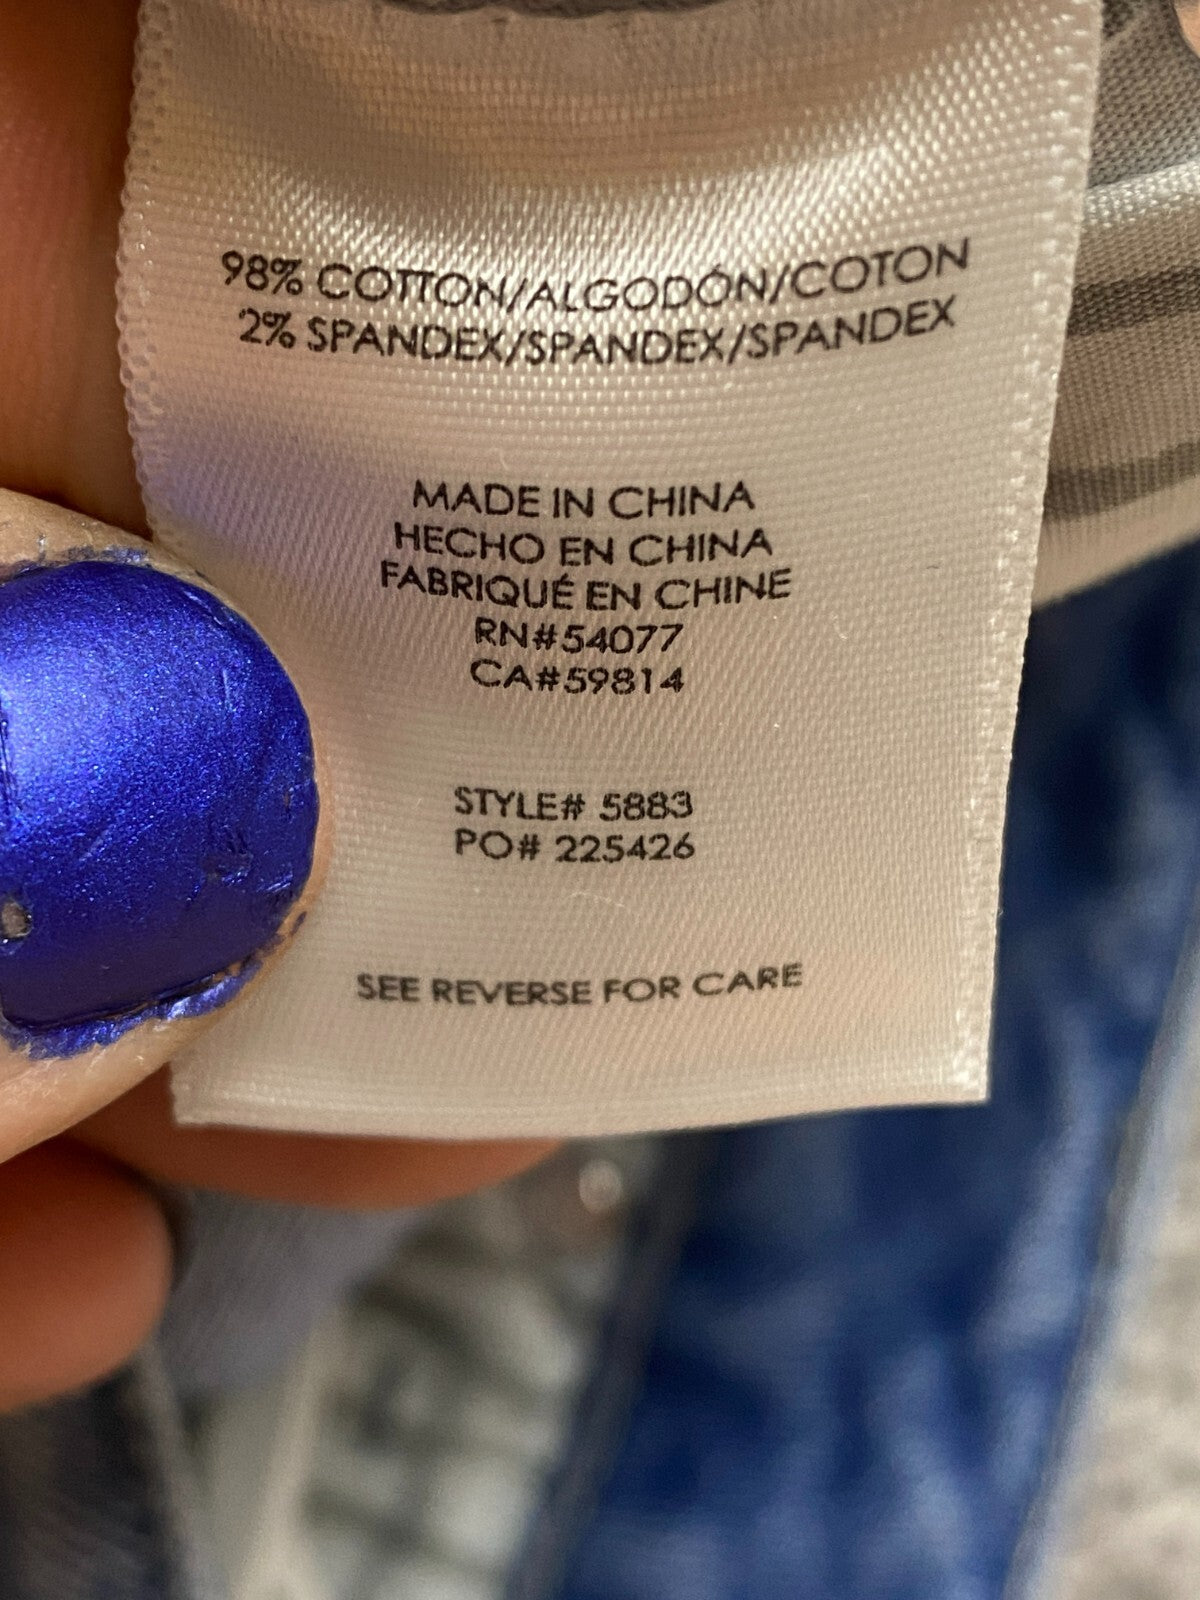 98% COTTON/ALGODÓN/COTON
2% SPANDEX/SPANDEX/SPANDEX
MADE IN CHINA
HECHO EN CHINA
FABRIQUÉ EN CHINE
RN#54077
CA#59814
STYLE# 5883
PO# 225426
SEE REVERSE FOR CARE